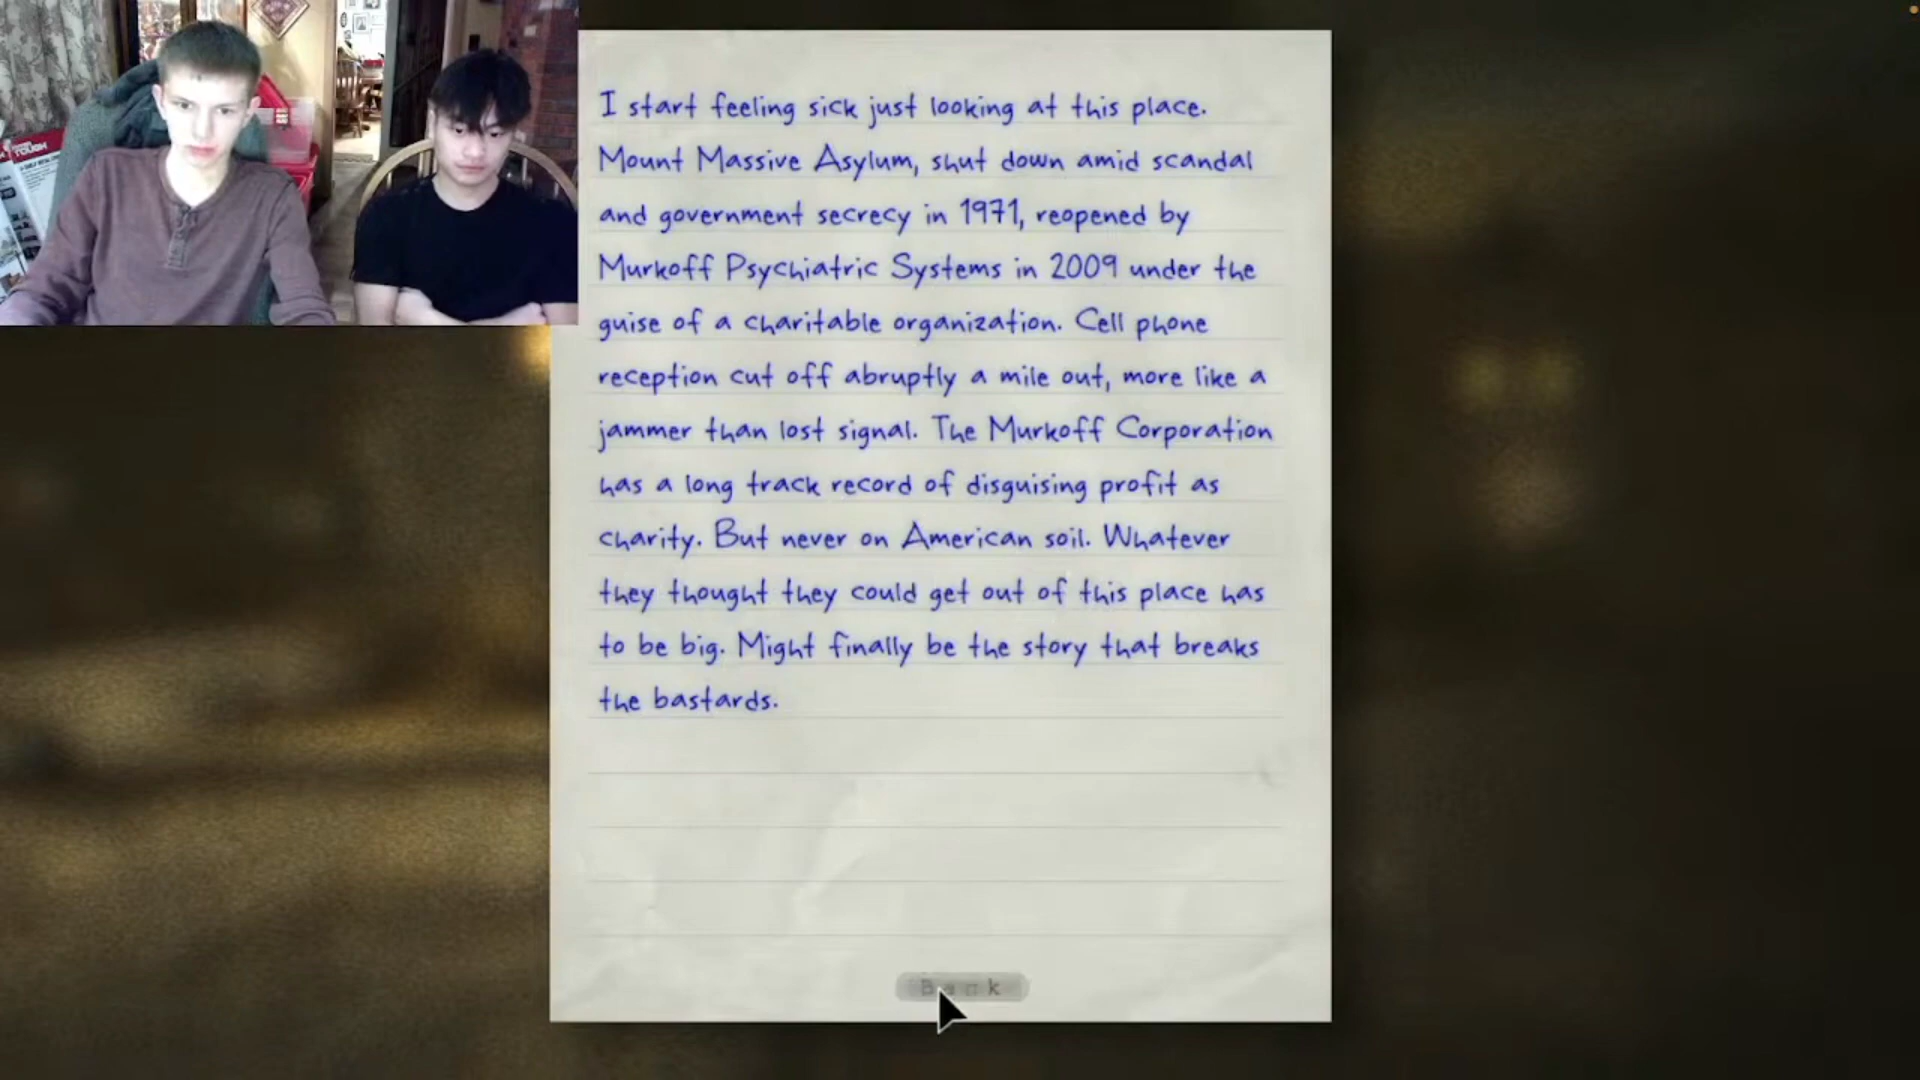 I start feeling sick just looking at this place.
Mount Massive Asylum, shut down amid scandal
and government secrecy in 1971, reopened by
Murkoff Psychiatric Systems in 2009 under the
guise of a charitable organization. Cell phone
reception cut off abruptly a mile out, more like a
jammer than lost signal. The Murkoff Corporation
has a long track record of disguising profit as
charity. But never on American soil. Whatever
they thought they could get out of this place has
to be big. Might finally be the story that breaks
the bastards.
Back